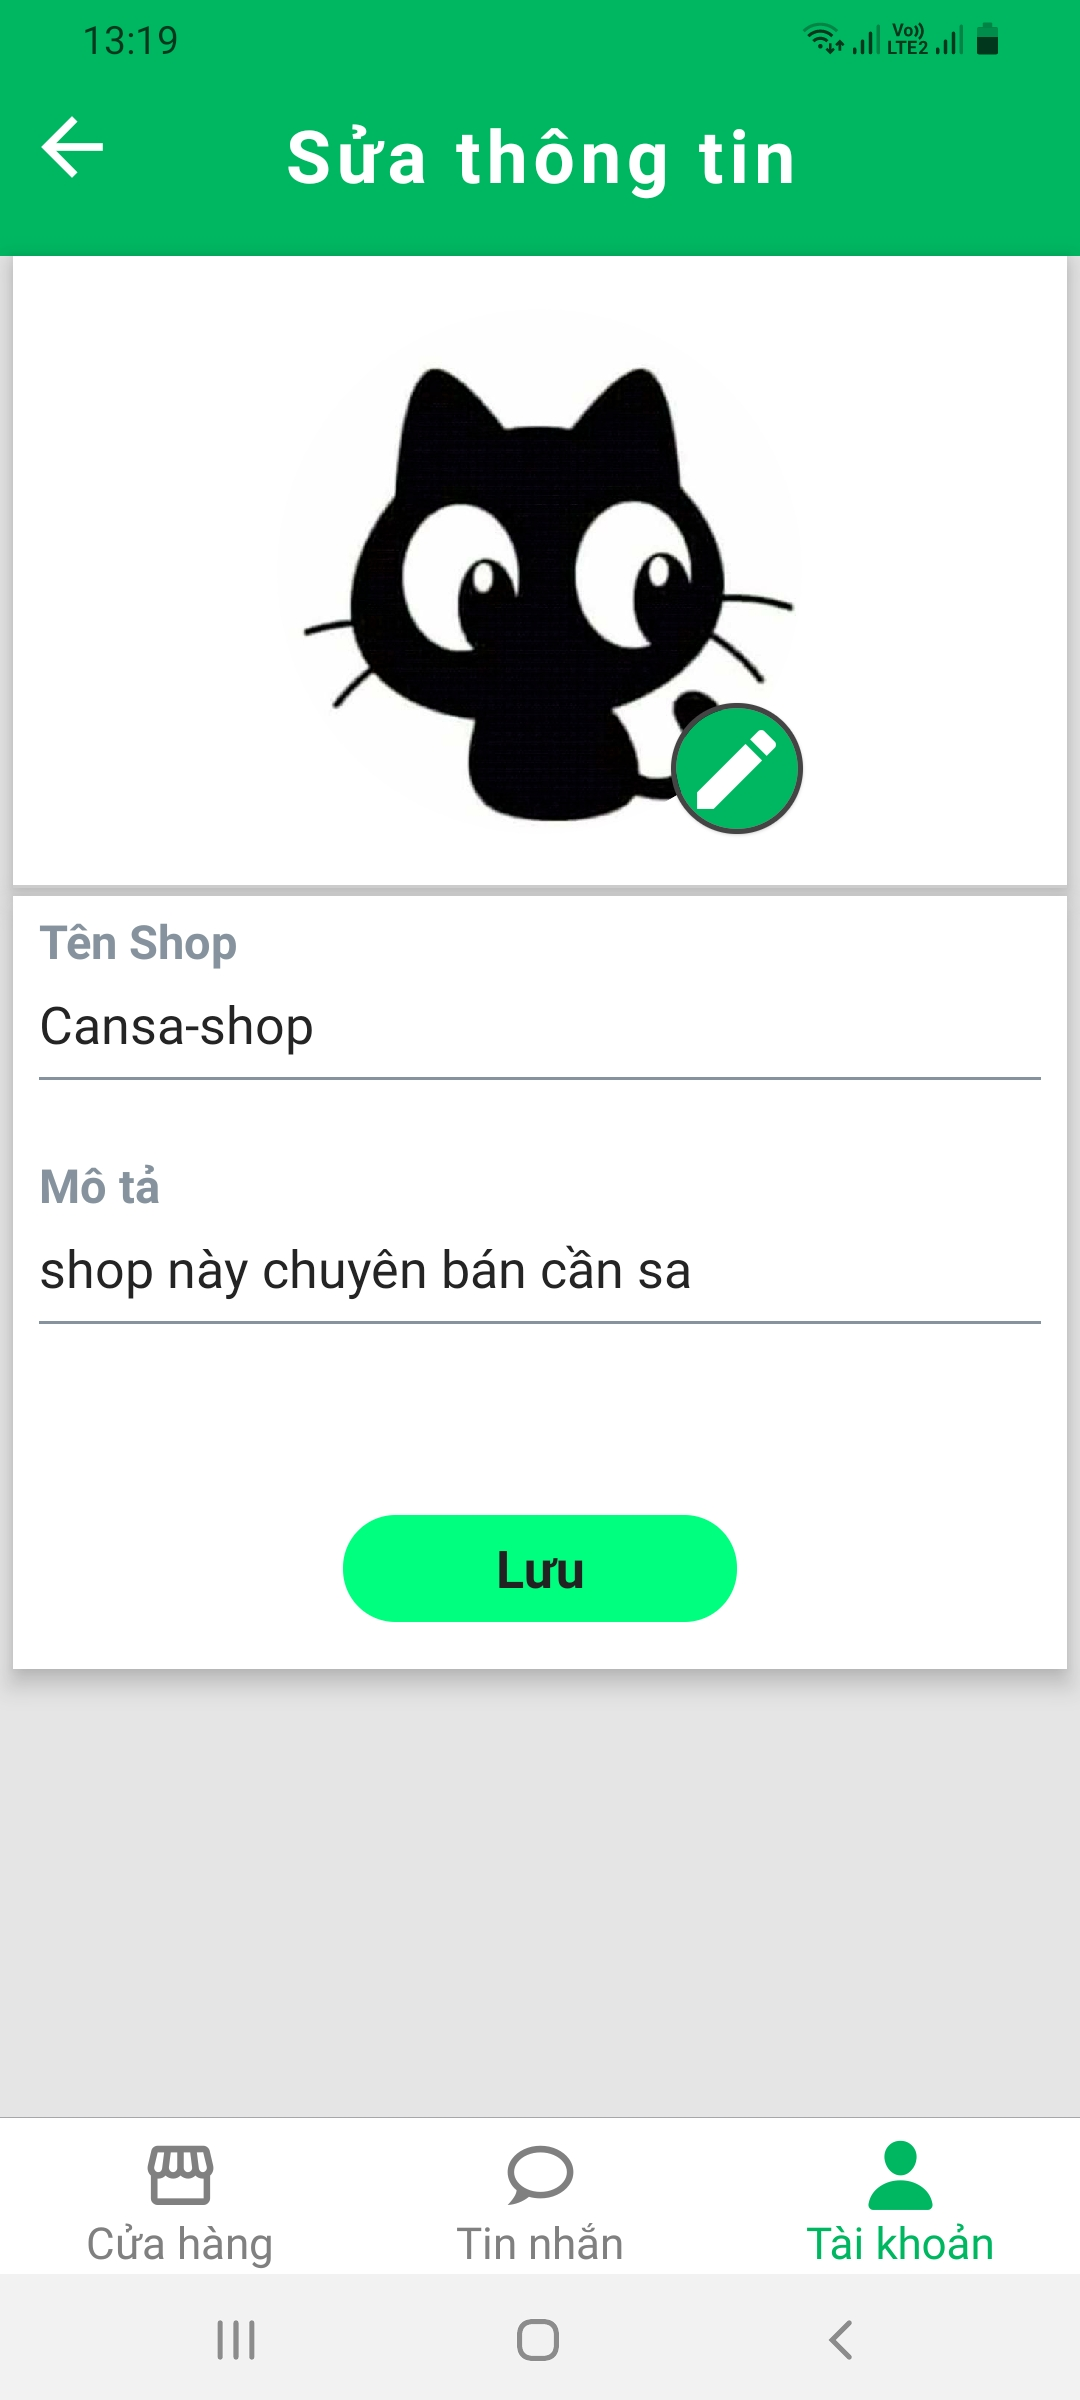 13:19
Vo))
LTE2
Sửa thông tin
Tên Shop
Cansa-shop
Mô tả
shop này chuyên bán cần sa
Lưu
Cửa hàng
Tin nhắn
Tài khoản